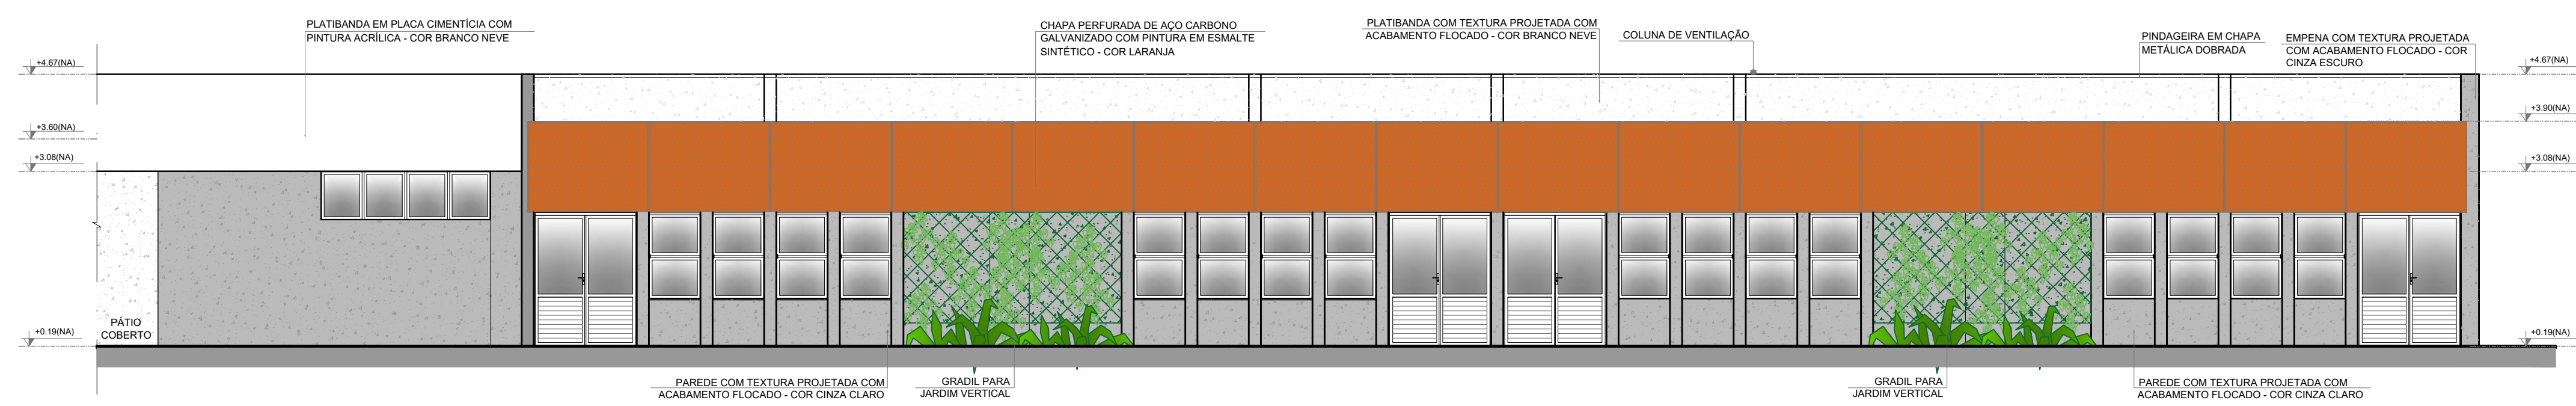 PLATIBANDA EM PLACA CIMENTÍCIA COM
PINTURA ACRÍLICA - COR BRANCO NEVE
CHAPA PERFURADA DE AÇO CARBONO
GALVANIZADO COM PINTURA EM ESMALTE
SINTÉTICO - COR LARANJA
PLATIBANDA COM TEXTURA PROJETADA COM
ACABAMENTO FLOCADO - COR BRANCO NEVE
COLUNA DE VENTILAÇÃO
PINDAGEIRA EM CHAPA
METÁLICA DOBRADA
EMPENA COM TEXTURA PROJETADA
COM ACABAMENTO FLOCADO - COR
CINZA ESCURO
+4.67(NA)
+3.60(NA)
+3.08(NA)
+0.19(NA)
+4.67(NA)
+3.90(NA)
+3.08(NA)
+0.19(NA)
PÁTIO
COBERTO
PAREDE COM TEXTURA PROJETADA COM
ACABAMENTO FLOCADO - COR CINZA CLARO
GRADIL PARA
JARDIM VERTICAL
GRADIL PARA
JARDIM VERTICAL
PAREDE COM TEXTURA PROJETADA COM
ACABAMENTO FLOCADO - COR CINZA CLARO